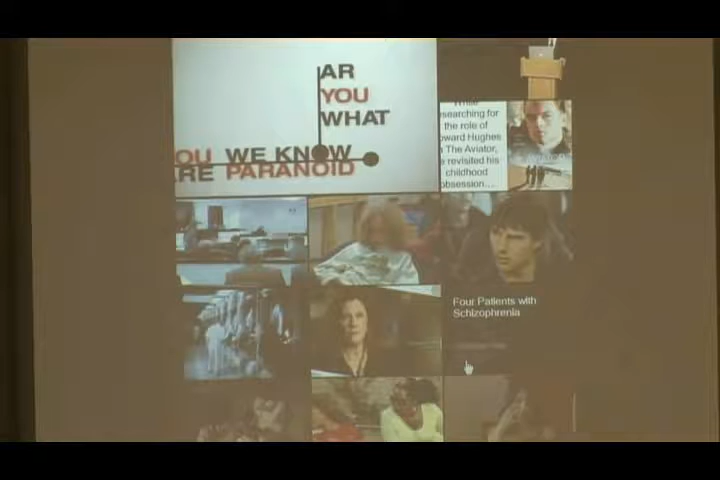 AR
YOU
WHAT
OU WE KNOW
RE PARANOID
searching for
the role of
oward Hughes
The Aviator,
revisited his
childhood
obsession...
Four Patients with
Schizophrenia